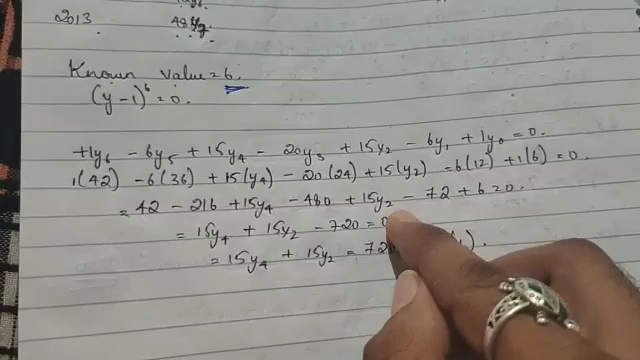 2013
Known value = 6.
(y-1)⁶ = 0.
+1y₆ - 6y₅ + 15y₄ - 20y₃ + 15y₂ - 6y₁ + 1y₀ = 0.
1(42) - 6(36) + 15(y₄) - 20(24) + 15(y₂) - 6(12) + 1(6) = 0.
= 42 - 216 + 15y₄ - 480 + 15y₂ - 72 + 6 = 0.
= 15y₄ + 15y₂ - 720 = 0
= 15y₄ + 15y₂ = 720